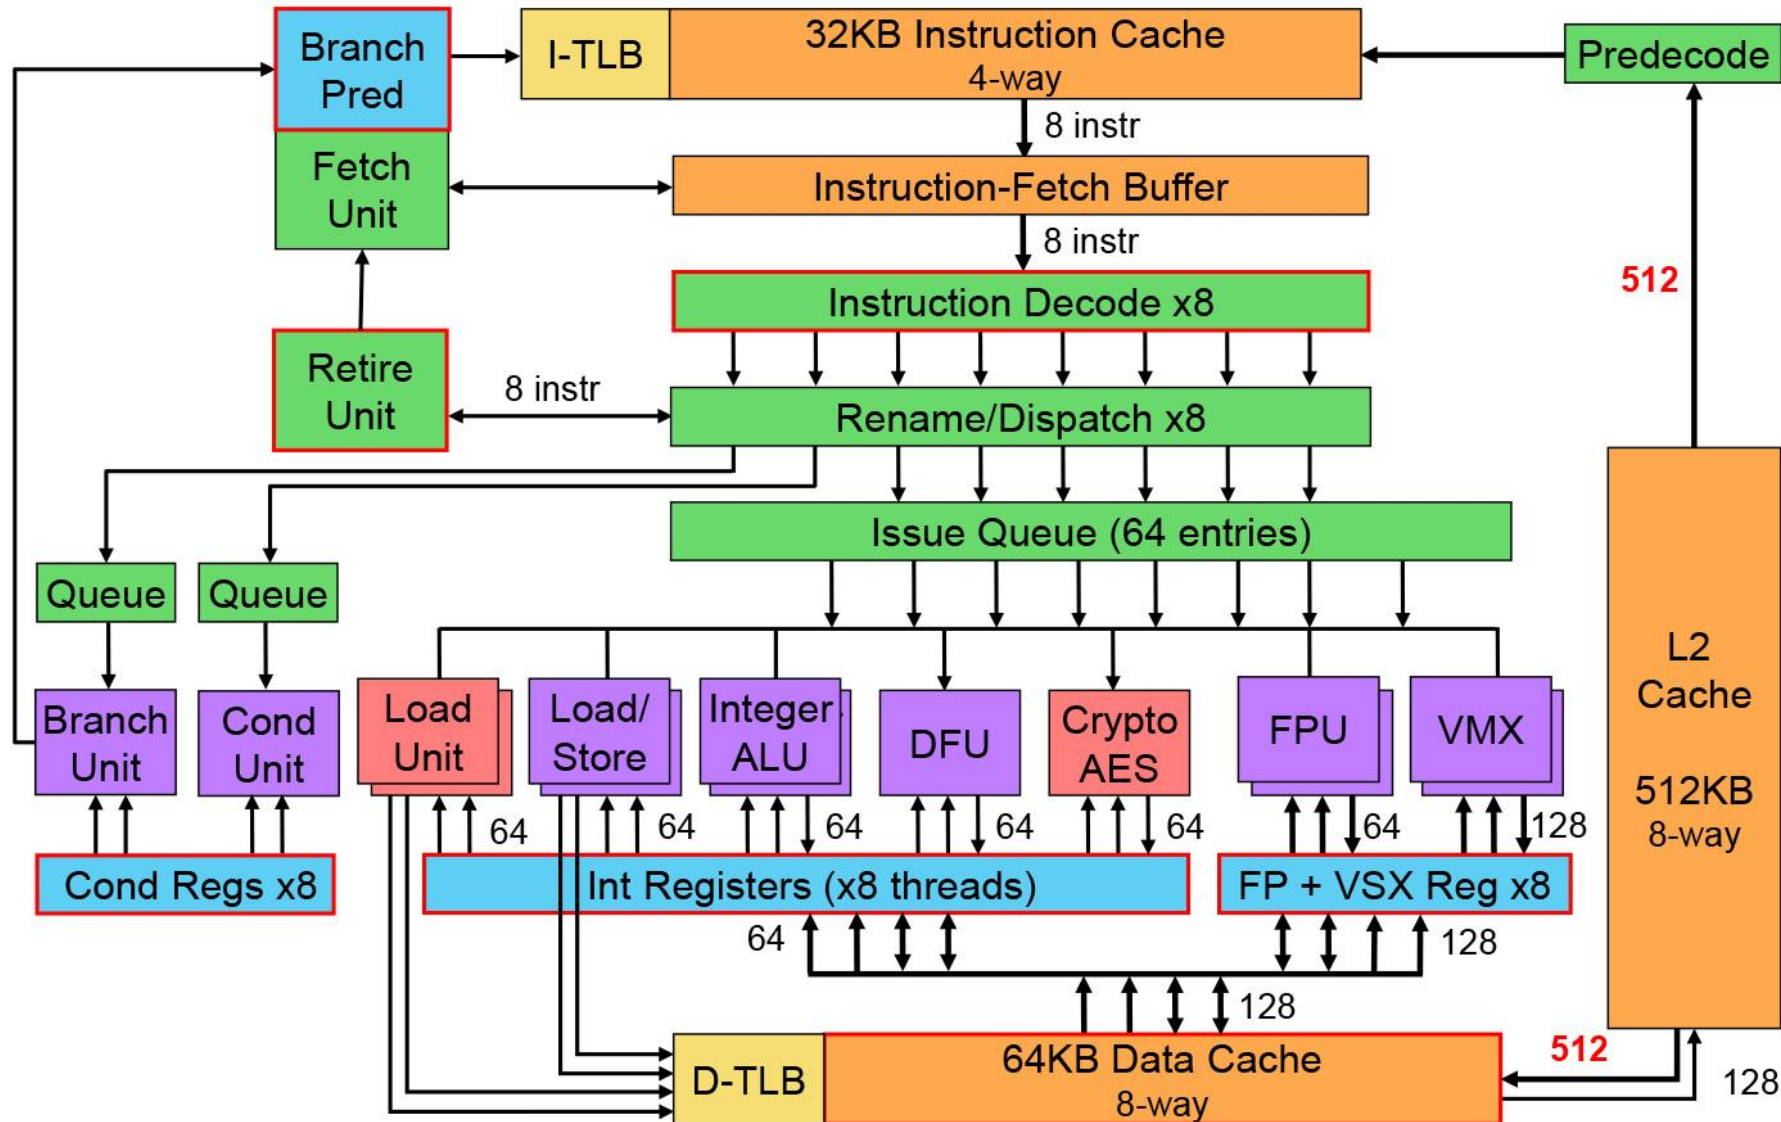 Branch
Pred
I-TLB
32KB Instruction Cache
4-way
Predecode
8 instr
Fetch
Unit
Instruction-Fetch Buffer
8 instr
512
Instruction Decode x8
Retire
Unit
8 instr
Rename/Dispatch x8
Issue Queue (64 entries)
Queue
Queue
L2
Cache
512KB
8-way
Branch
Unit
Cond
Unit
Load
Unit
Load/
Store
Integer
ALU
DFU
Crypto
AES
FPU
VMX
64
64
64
64
64
64
128
Cond Regs x8
Int Registers (x8 threads)
FP + VSX Reg x8
64
128
128
D-TLB
64KB Data Cache
8-way
512
128